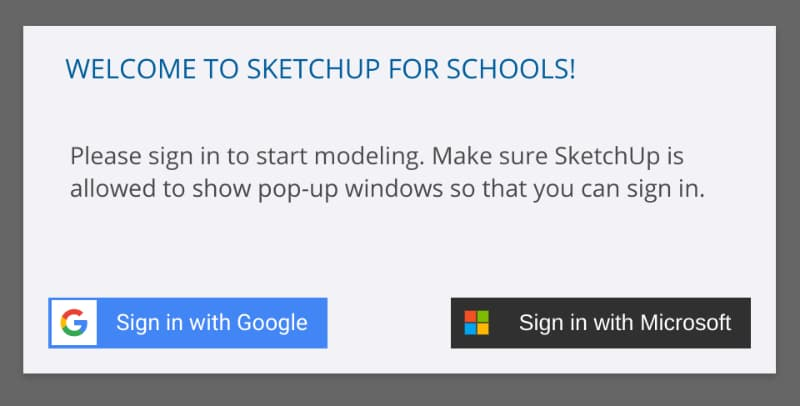 WELCOME TO SKETCHUP FOR SCHOOLS!
Please sign in to start modeling. Make sure SketchUp is
allowed to show pop-up windows so that you can sign in.
Sign in with Google
Sign in with Microsoft